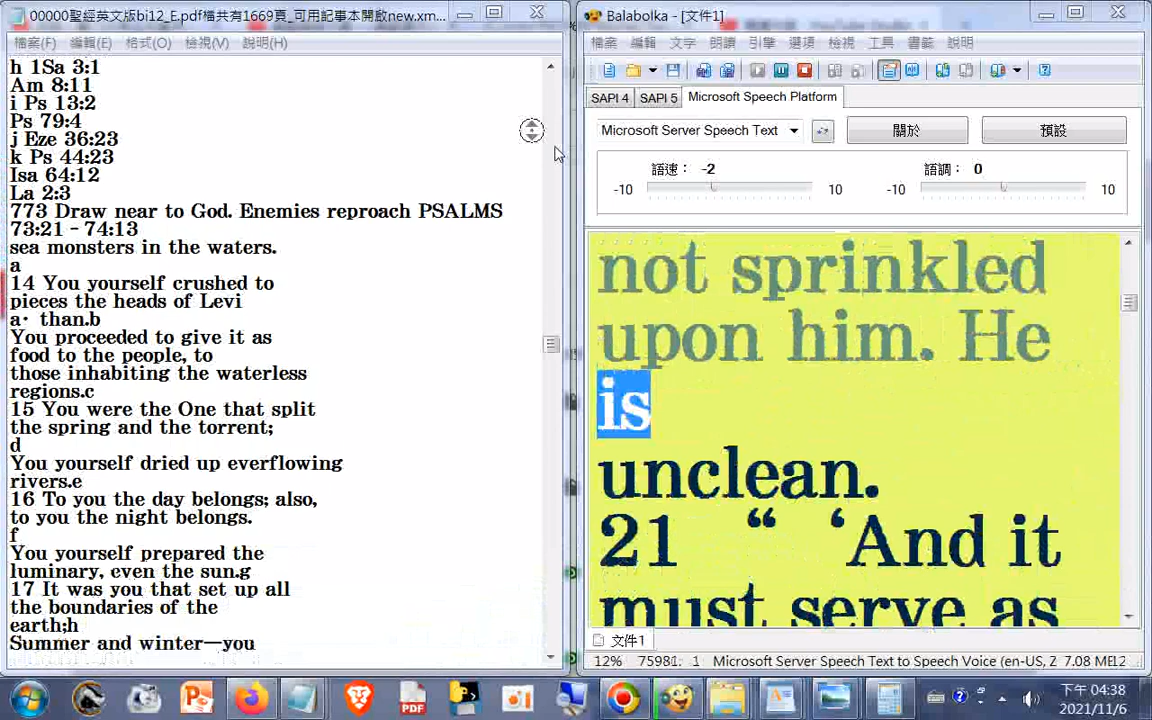 00000聖經英文版bi12_E.pdf檔共有1669頁_可用記事本開啟new.xm...
檔案(F) 編輯(E) 格式(O) 檢視(V) 說明(H)
h 1Sa 3:1
Am 8:11
i Ps 13:2
Ps 79:4
j Eze 36:23
k Ps 44:23
Isa 64:12
La 2:3
773 Draw near to God. Enemies reproach PSALMS
73:21 - 74:13
sea monsters in the waters.
a
14 You yourself crushed to
pieces the heads of Levi
a· than.b
You proceeded to give it as
food to the people, to
those inhabiting the waterless
regions.c
15 You were the One that split
the spring and the torrent;
d
You yourself dried up everflowing
rivers.e
16 To you the day belongs; also,
to you the night belongs.
f
You yourself prepared the
luminary, even the sun.g
17 It was you that set up all
the boundaries of the
earth;h
Summer and winter—you
Balabolka - [文件1]
檔案 編輯 文字 朗讀 引擎 選項 檢視 工具 書籤 說明
SAPI 4 SAPI 5 Microsoft Speech Platform
Microsoft Server Speech Text 關於 預設
語速： -2 語調： 0
-10 10 -10 10
not sprinkled
upon him. He
is
unclean.
21 “ ‘And it
must serve as
文件1
12% 75981: 1 Microsoft Server Speech Text to Speech Voice (en-US, Z 7.08 ME12
PDF
下午 04:38
2021/11/6